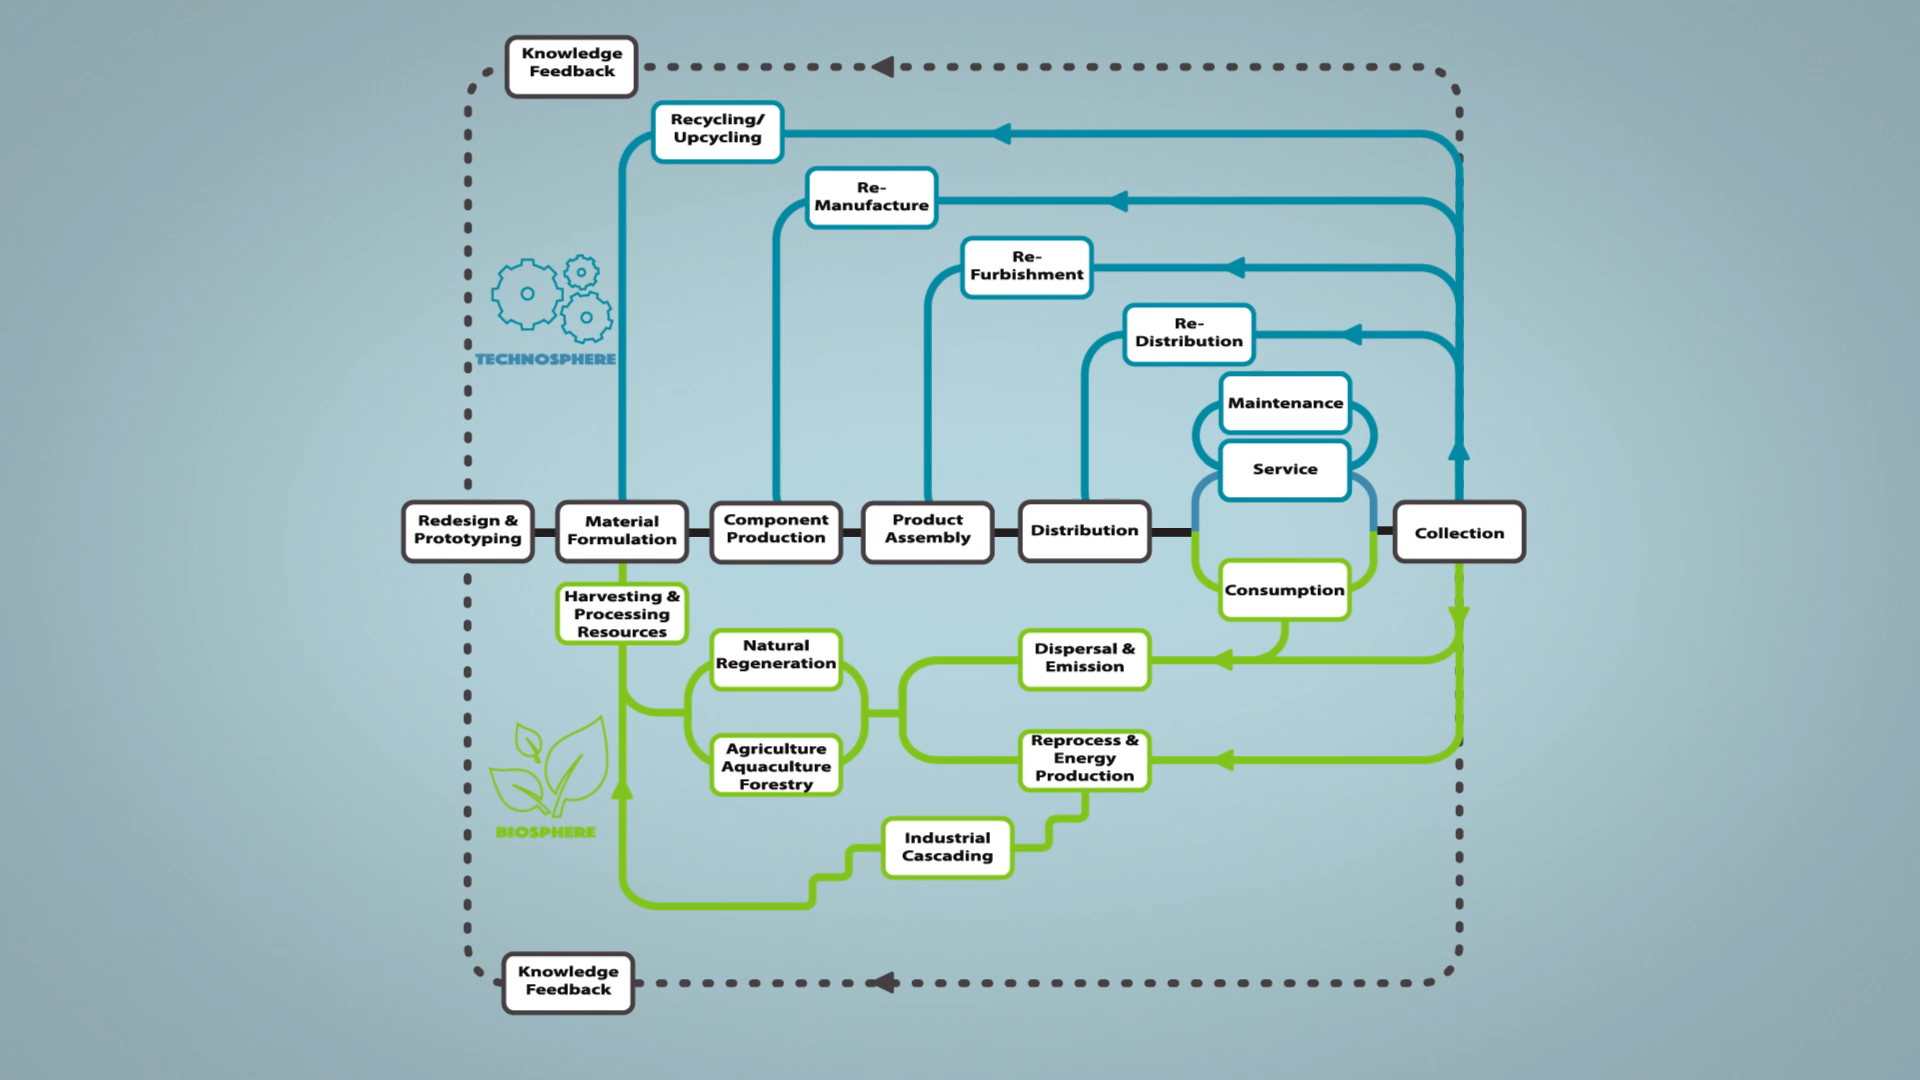 Knowledge
Feedback
Recycling/
Upcycling
Re-
Manufacture
Re-
Furbishment
Re-
Distribution
TECHNOSPHERE
Maintenance
Service
Redesign &
Prototyping
Material
Formulation
Component
Production
Product
Assembly
Distribution
Collection
Consumption
Harvesting &
Processing
Resources
Natural
Regeneration
Dispersal &
Emission
Agriculture
Aquaculture
Forestry
Reprocess &
Energy
Production
BIOSPHERE
Industrial
Cascading
Knowledge
Feedback